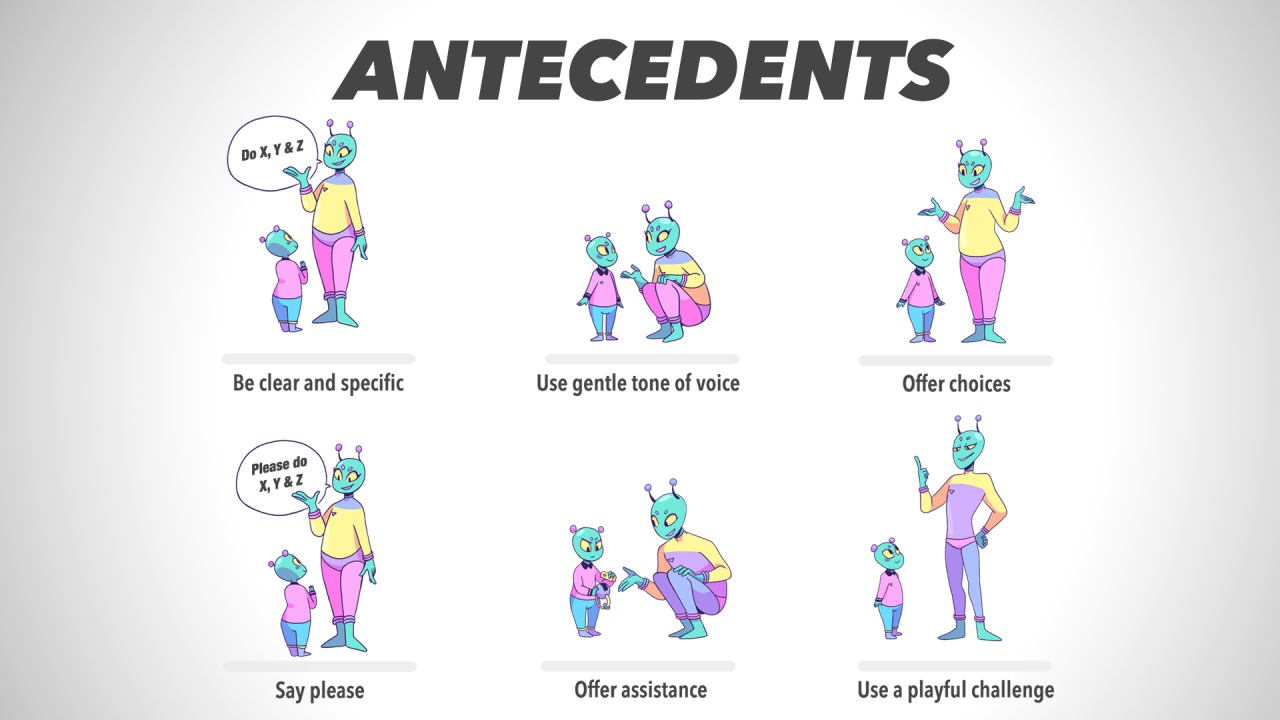 ANTECEDENTS
Do X, Y & Z
Be clear and specific
Use gentle tone of voice
Offer choices
Please do
X, Y & Z
Say please
Offer assistance
Use a playful challenge